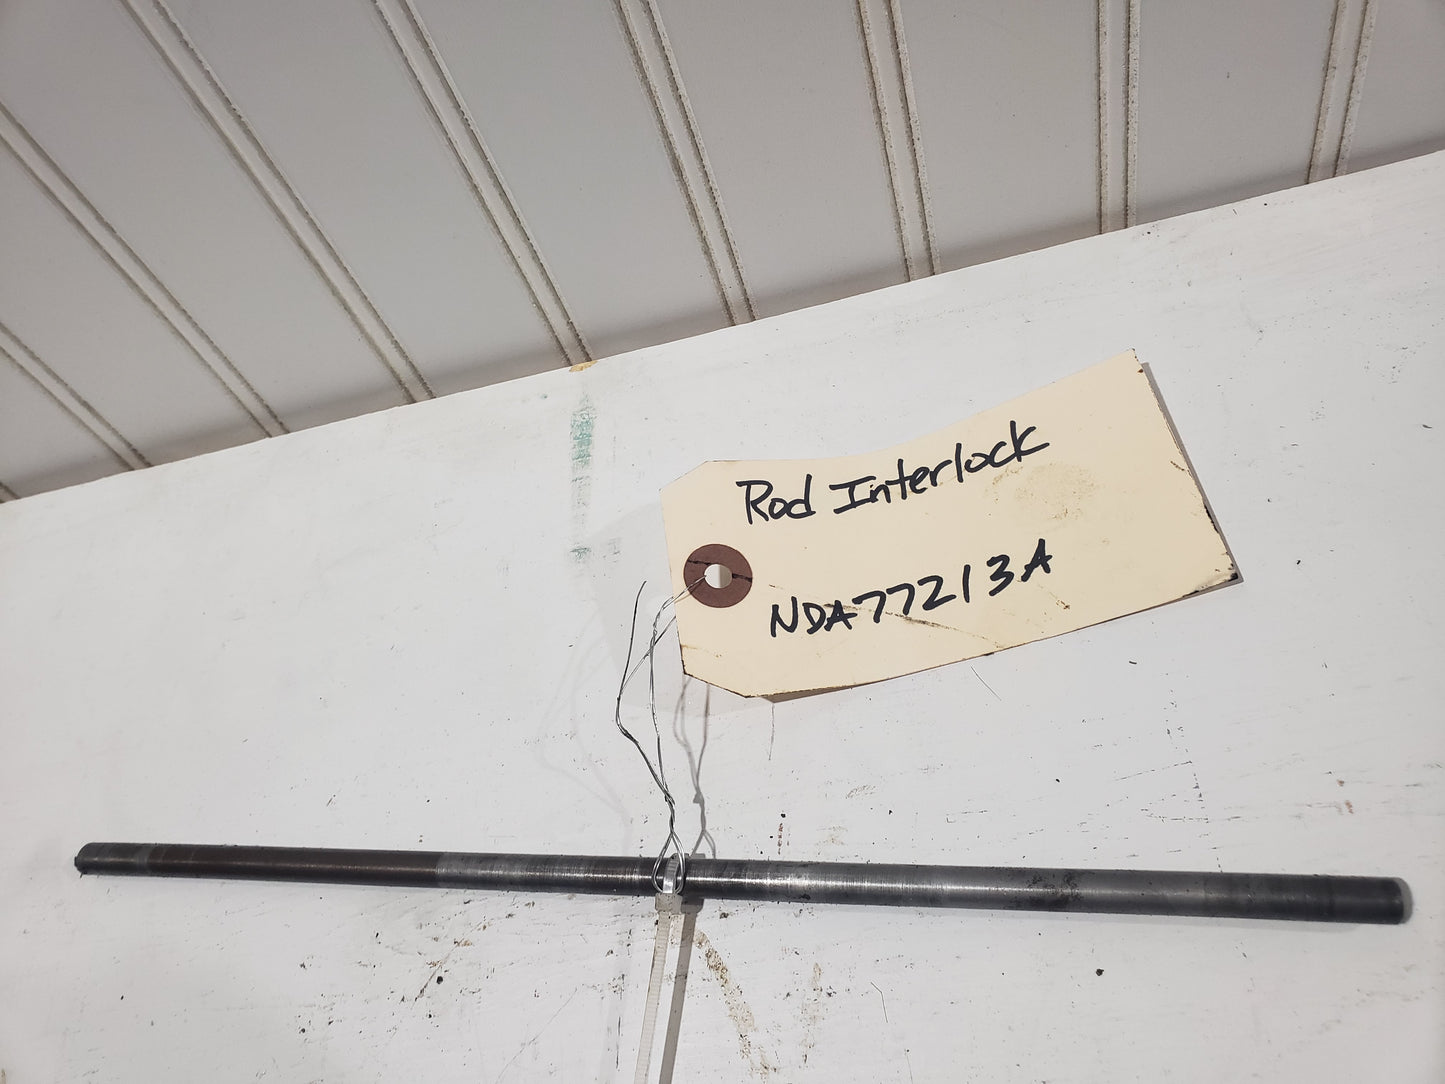 Rod Interlock
NDA77213A